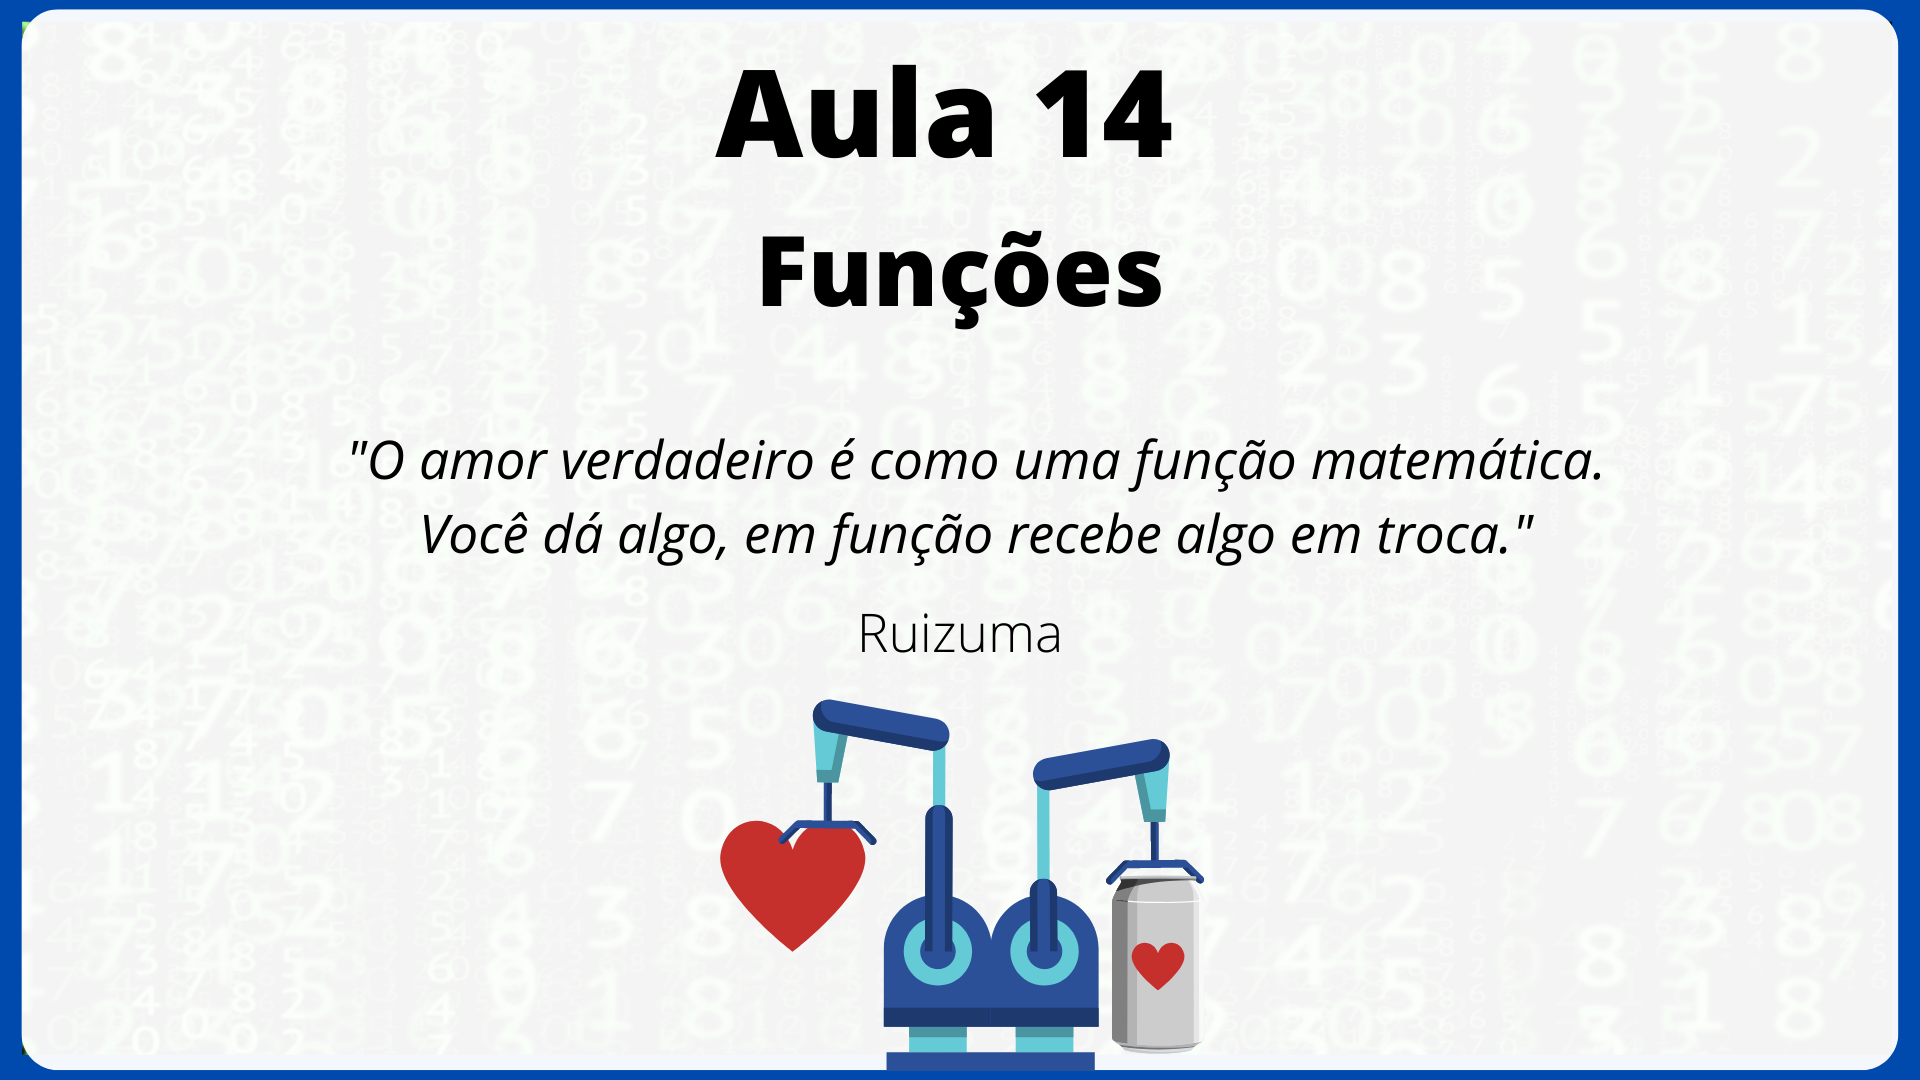 Aula 14
Funções
"O amor verdadeiro é como uma função matemática.
Você dá algo, em função recebe algo em troca."
Ruizuma